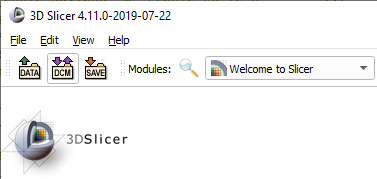 3D Slicer 4.11.0-2019-07-22
File Edit View Help
DATA DCM SAVE Modules: Welcome to Slicer
3DSlicer